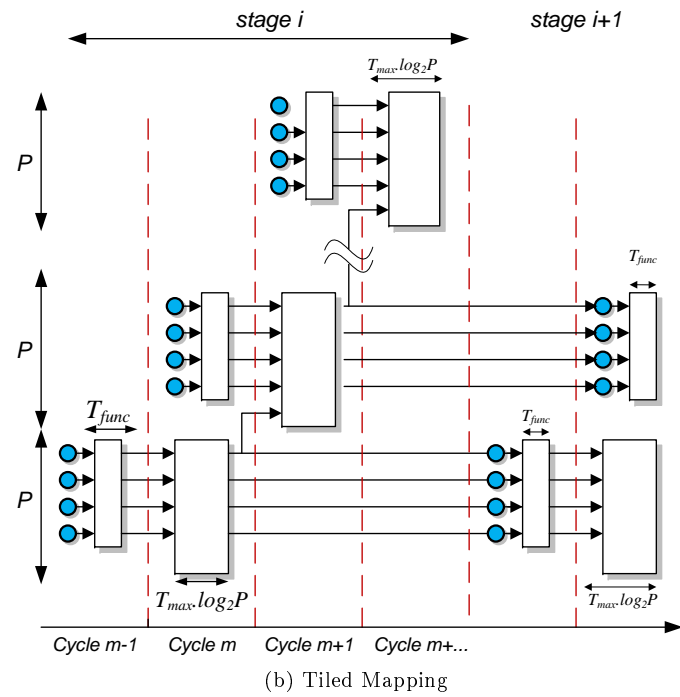 stage i
stage i+1
Tmax.log2P
P
Tfunc
P
Tfunc
Tfunc
P
Tmax.log2P
Tmax.log2P
Cycle m-1
Cycle m
Cycle m+1
Cycle m+...
(b) Tiled Mapping